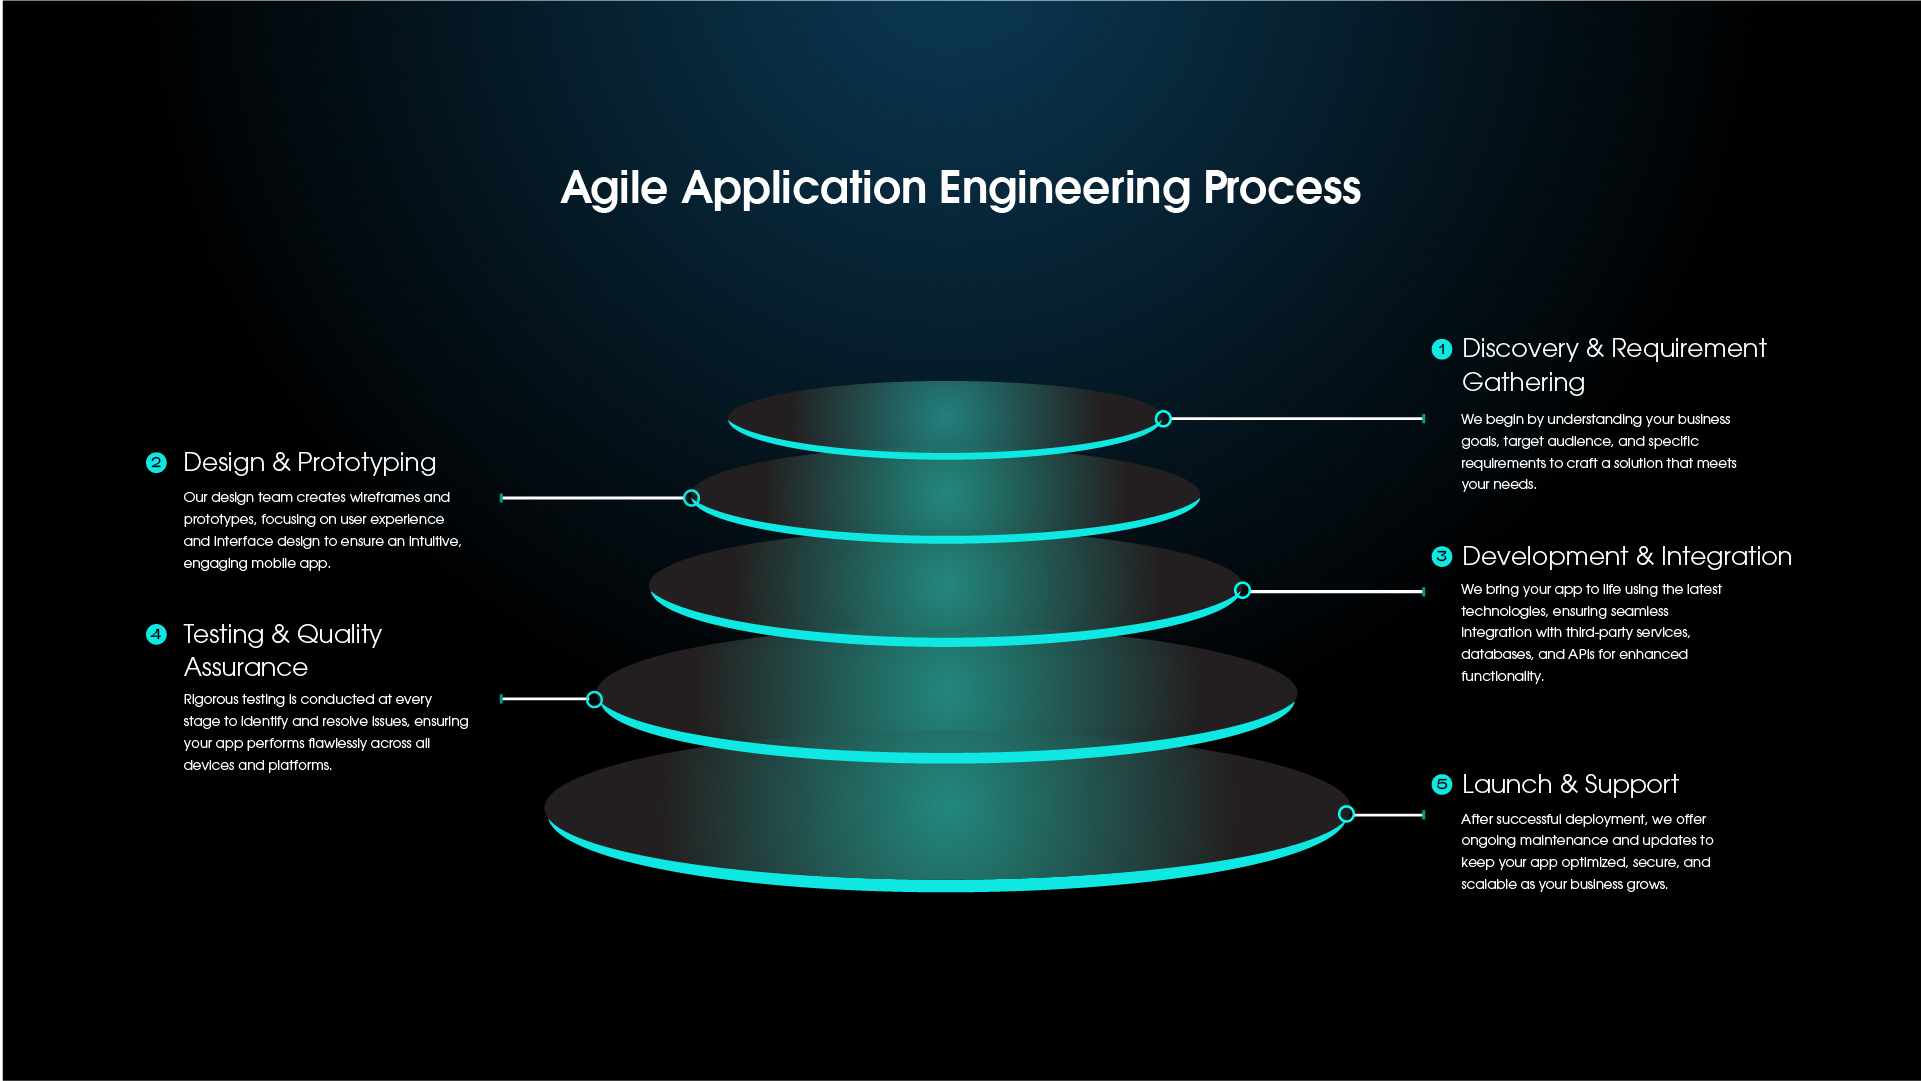 Agile Application Engineering Process
1 Discovery & Requirement
Gathering
We begin by understanding your business
goals, target audience, and specific
requirements to craft a solution that meets
your needs.
2 Design & Prototyping
Our design team creates wireframes and
prototypes, focusing on user experience
and interface design to ensure an intuitive,
engaging mobile app.
3 Development & Integration
We bring your app to life using the latest
technologies, ensuring seamless
integration with third-party services,
databases, and APIs for enhanced
functionality.
4 Testing & Quality
Assurance
Rigorous testing is conducted at every
stage to identify and resolve issues, ensuring
your app performs flawlessly across all
devices and platforms.
5 Launch & Support
After successful deployment, we offer
ongoing maintenance and updates to
keep your app optimized, secure, and
scalable as your business grows.